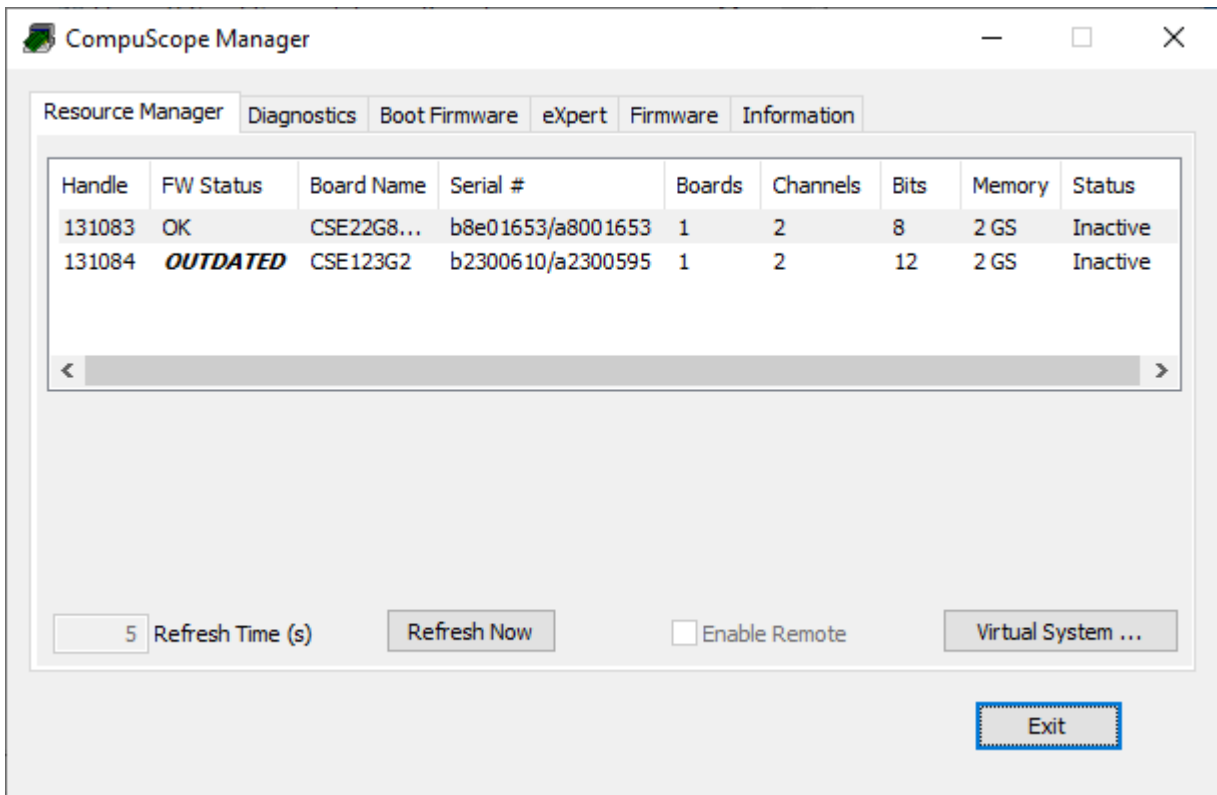 CompuScope Manager
Resource Manager Diagnostics Boot Firmware eXpert Firmware Information
Handle FW Status Board Name Serial # Boards Channels Bits Memory Status
131083 OK CSE22G8... b8e01653/a8001653 1 2 8 2 GS Inactive
131084 OUTDATED CSE123G2 b2300610/a2300595 1 2 12 2 GS Inactive
5 Refresh Time (s) Refresh Now Enable Remote Virtual System ...
Exit